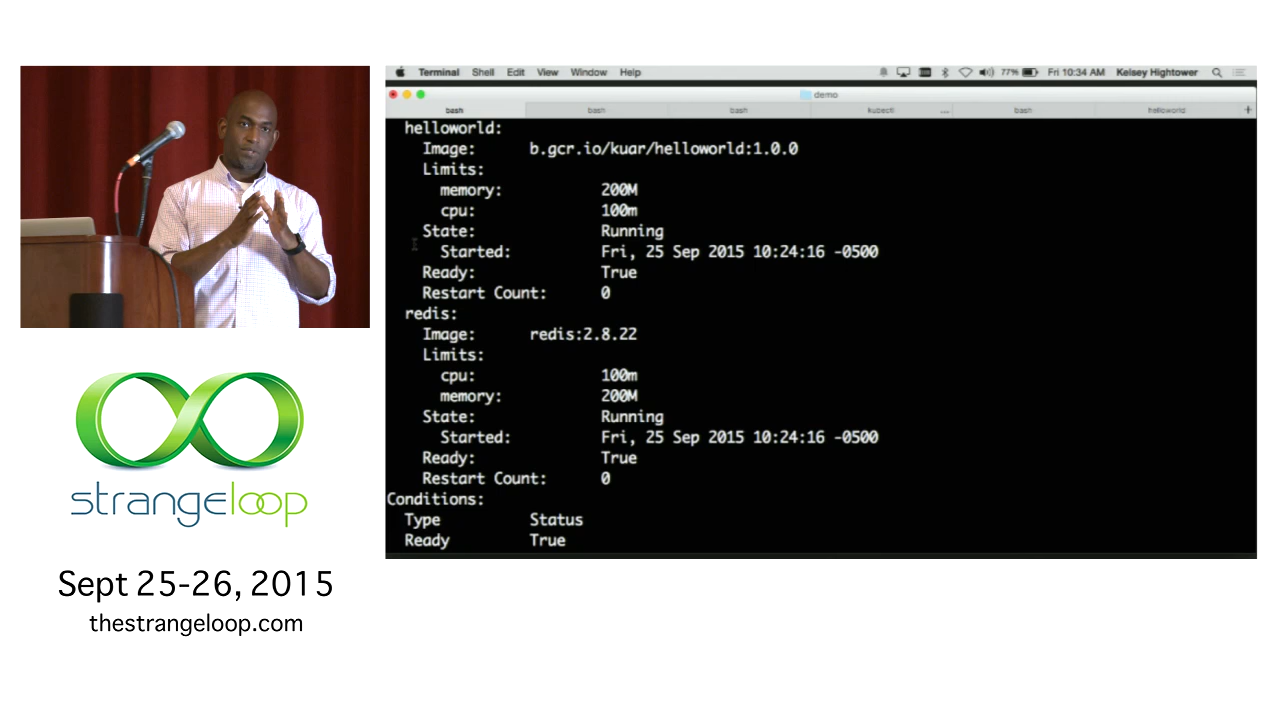 Terminal Shell Edit View Window Help 77% Fri 10:34 AM Kelsey Hightower
demo
bash bash bash kubectl ... bash helloworld
helloworld:
Image: b.gcr.io/kuar/helloworld:1.0.0
Limits:
memory: 200M
cpu: 100m
State: Running
Started: Fri, 25 Sep 2015 10:24:16 -0500
Ready: True
Restart Count: 0
redis:
Image: redis:2.8.22
Limits:
cpu: 100m
memory: 200M
State: Running
Started: Fri, 25 Sep 2015 10:24:16 -0500
Ready: True
Restart Count: 0
Conditions:
Type Status
Ready True
strangeloop
Sept 25-26, 2015
thestrangeloop.com